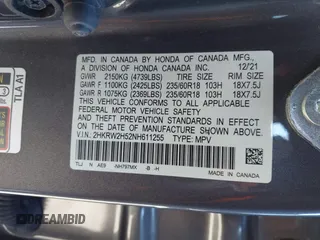 MFD. IN CANADA BY HONDA OF CANADA MFG.,
A DIVISION OF HONDA CANADA INC. 12/21
GVWR 2150KG (4739LBS) TIRE SIZE RIM SIZE
GAWR F 1100KG (2425LBS) 235/60R18 103H 18X7.5J
GAWR R 1075KG (2369LBS) 235/60R18 103H 18X7.5J
THIS VEHICLE CONFORMS TO ALL APPLICABLE
FEDERAL MOTOR VEHICLE SAFETY AND
THEFT PREVENTION STANDARDS IN EFFECT ON THE
DATE OF MANUFACTURE SHOWN ABOVE.
V.I.N. 2HKRW2H52NH611255 TYPE: MPV
TLJ N AE9 NH797MX -B -H
MADE IN CANADA
TLA A1